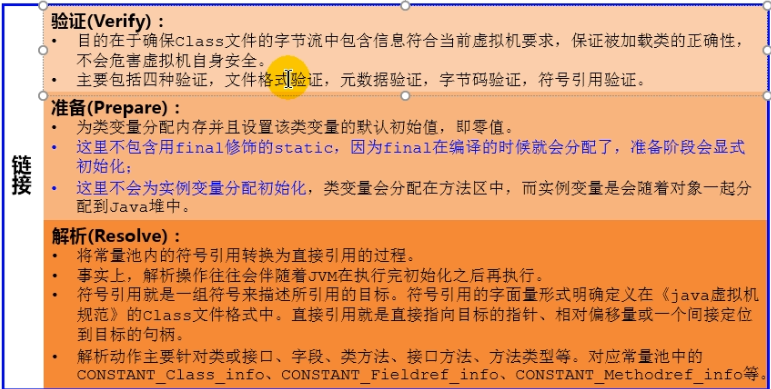 链接
验证(Verify)：
• 目的在于确保Class文件的字节流中包含信息符合当前虚拟机要求，保证被加载类的正确性，
不会危害虚拟机自身安全。
• 主要包括四种验证，文件格式验证，元数据验证，字节码验证，符号引用验证。
准备(Prepare)：
• 为类变量分配内存并且设置该类变量的默认初始值，即零值。
• 这里不包含用final修饰的static，因为final在编译的时候就会分配了，准备阶段会显式
初始化；
• 这里不会为实例变量分配初始化，类变量会分配在方法区中，而实例变量是会随着对象一起分
配到Java堆中。
解析(Resolve)：
• 将常量池内的符号引用转换为直接引用的过程。
• 事实上，解析操作往往会伴随着JVM在执行完初始化之后再执行。
• 符号引用就是一组符号来描述所引用的目标。符号引用的字面量形式明确定义在《java虚拟机
规范》的Class文件格式中。直接引用就是直接指向目标的指针、相对偏移量或一个间接定位
到目标的句柄。
• 解析动作主要针对类或接口、字段、类方法、接口方法、方法类型等。对应常量池中的
CONSTANT_Class_info、CONSTANT_Fieldref_info、CONSTANT_Methodref_info等。